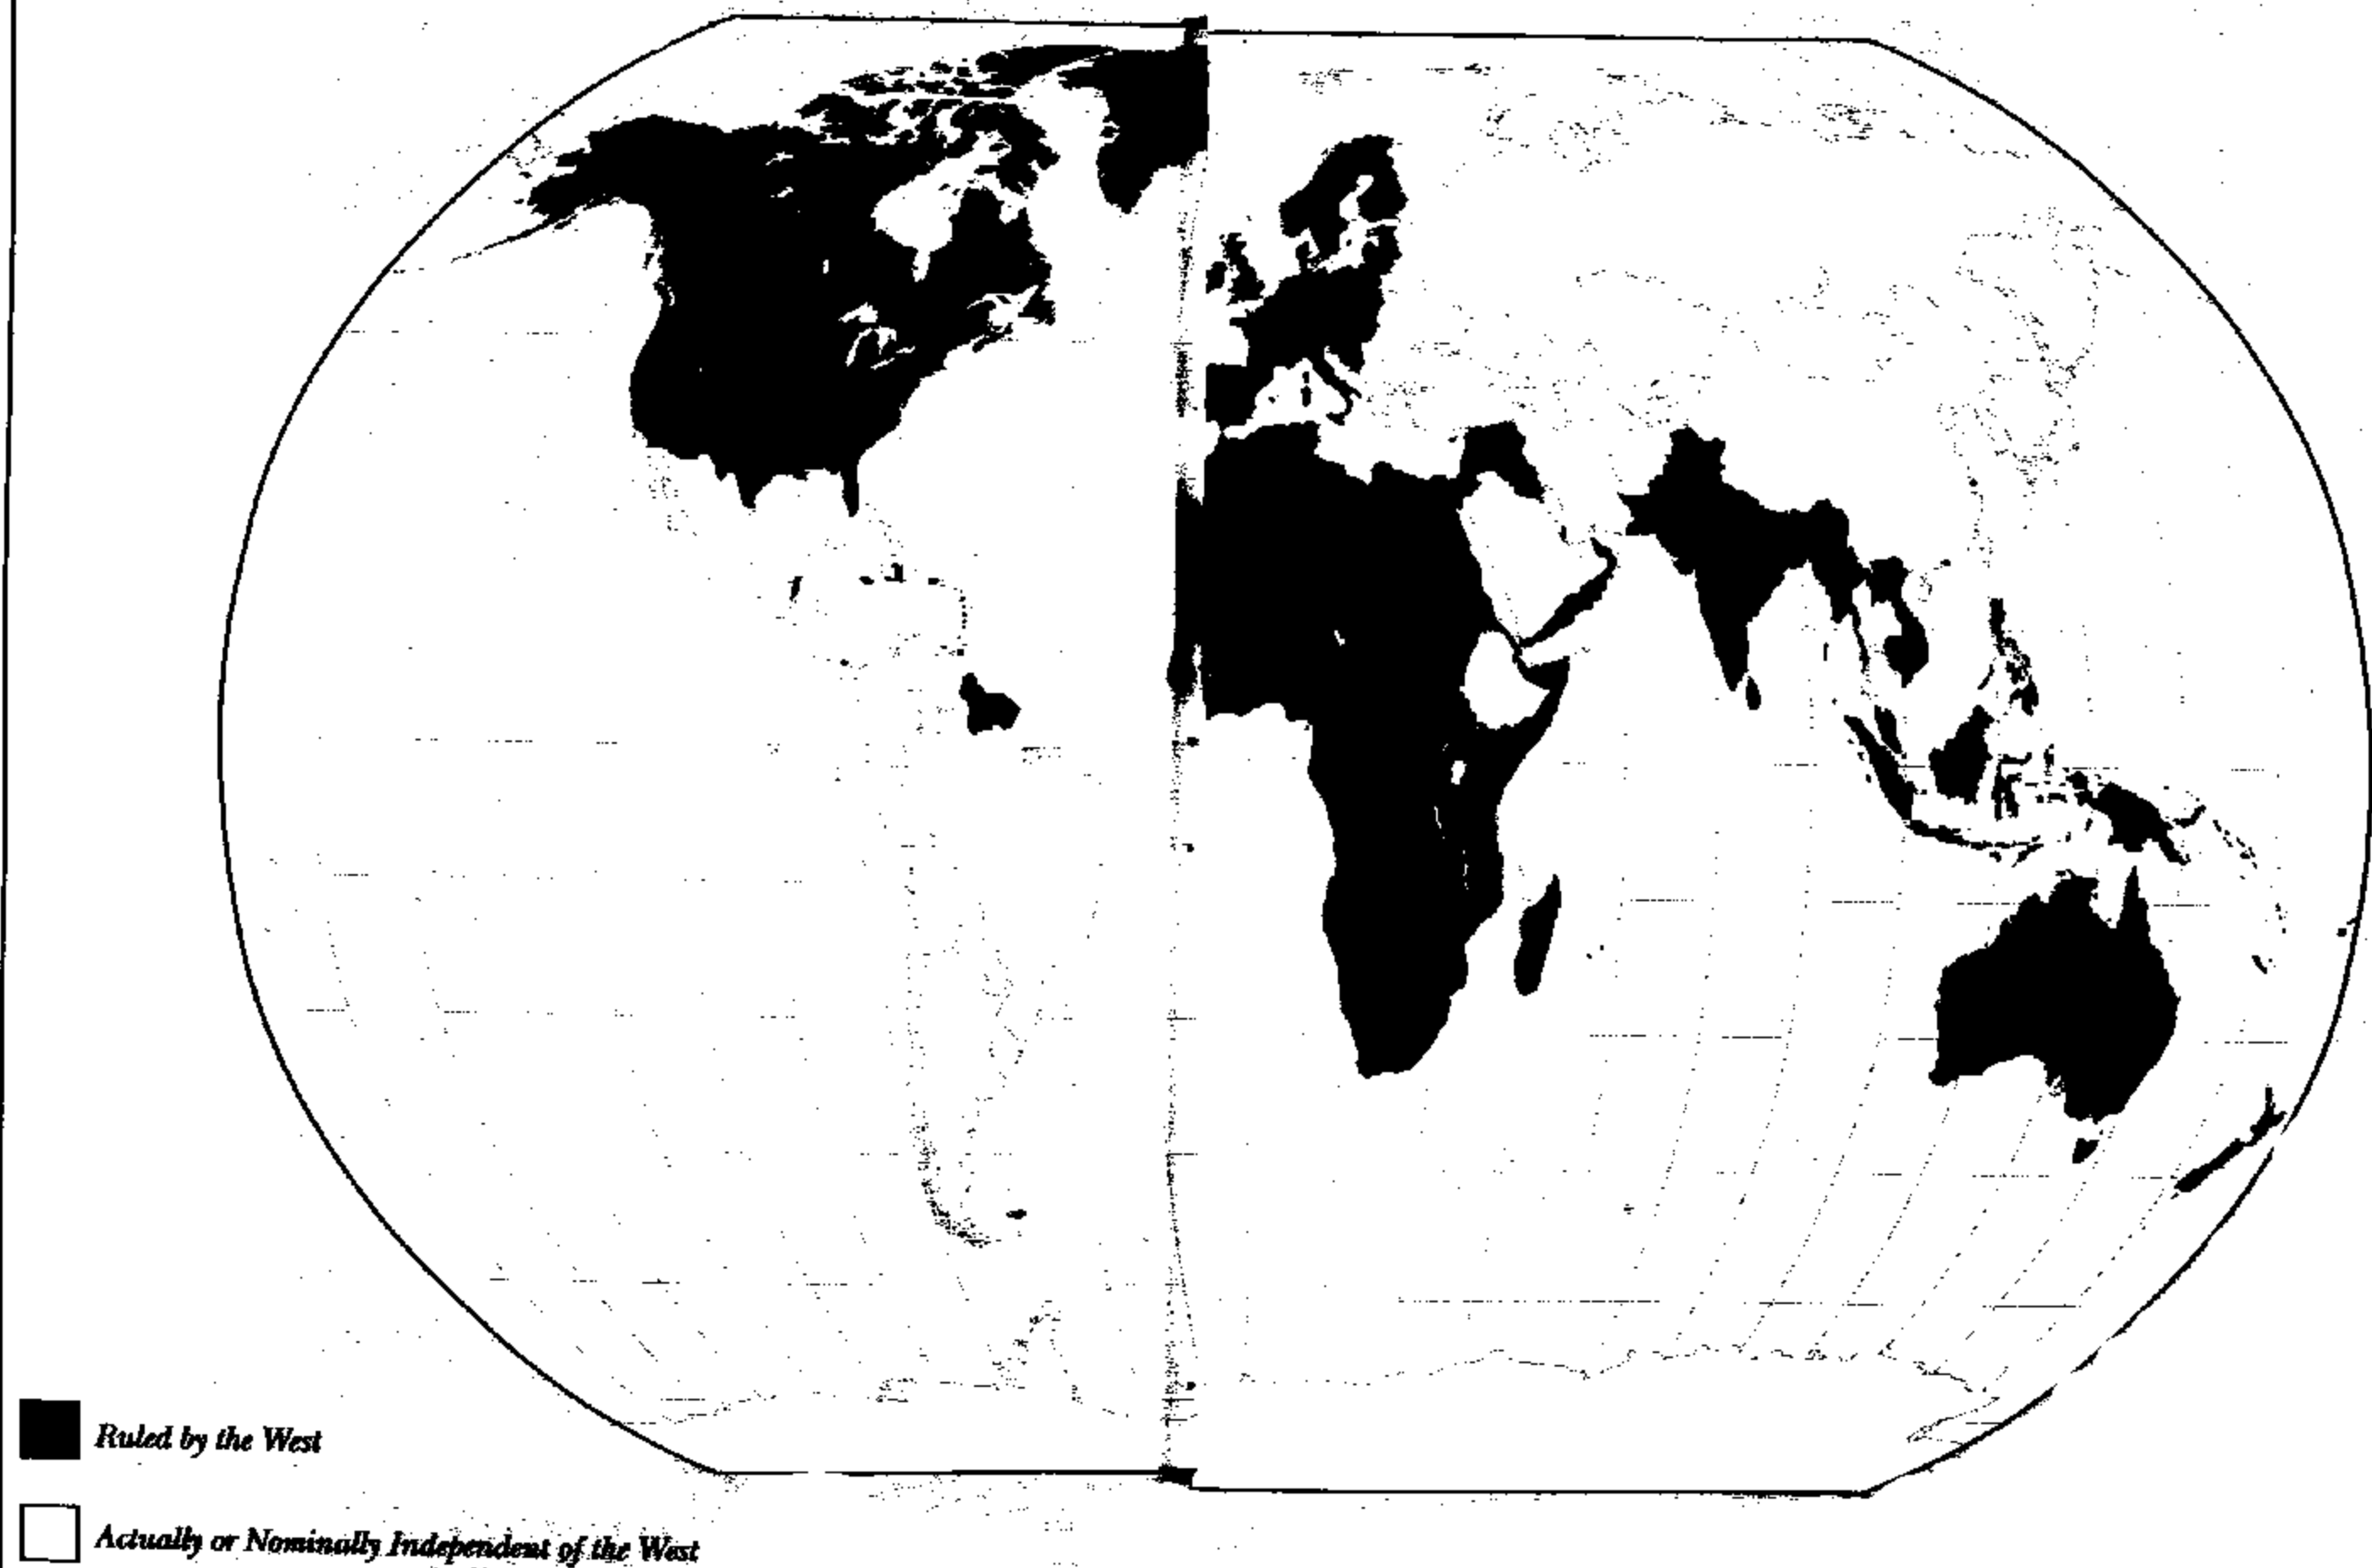 Ruled by the West
Actually or Nominally Independent of the West